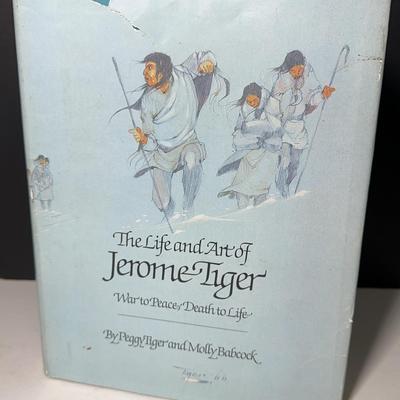 The Life and Art of
Jerome Tiger
War to Peace, Death to Life
By Peggy Tiger and Molly Babcock